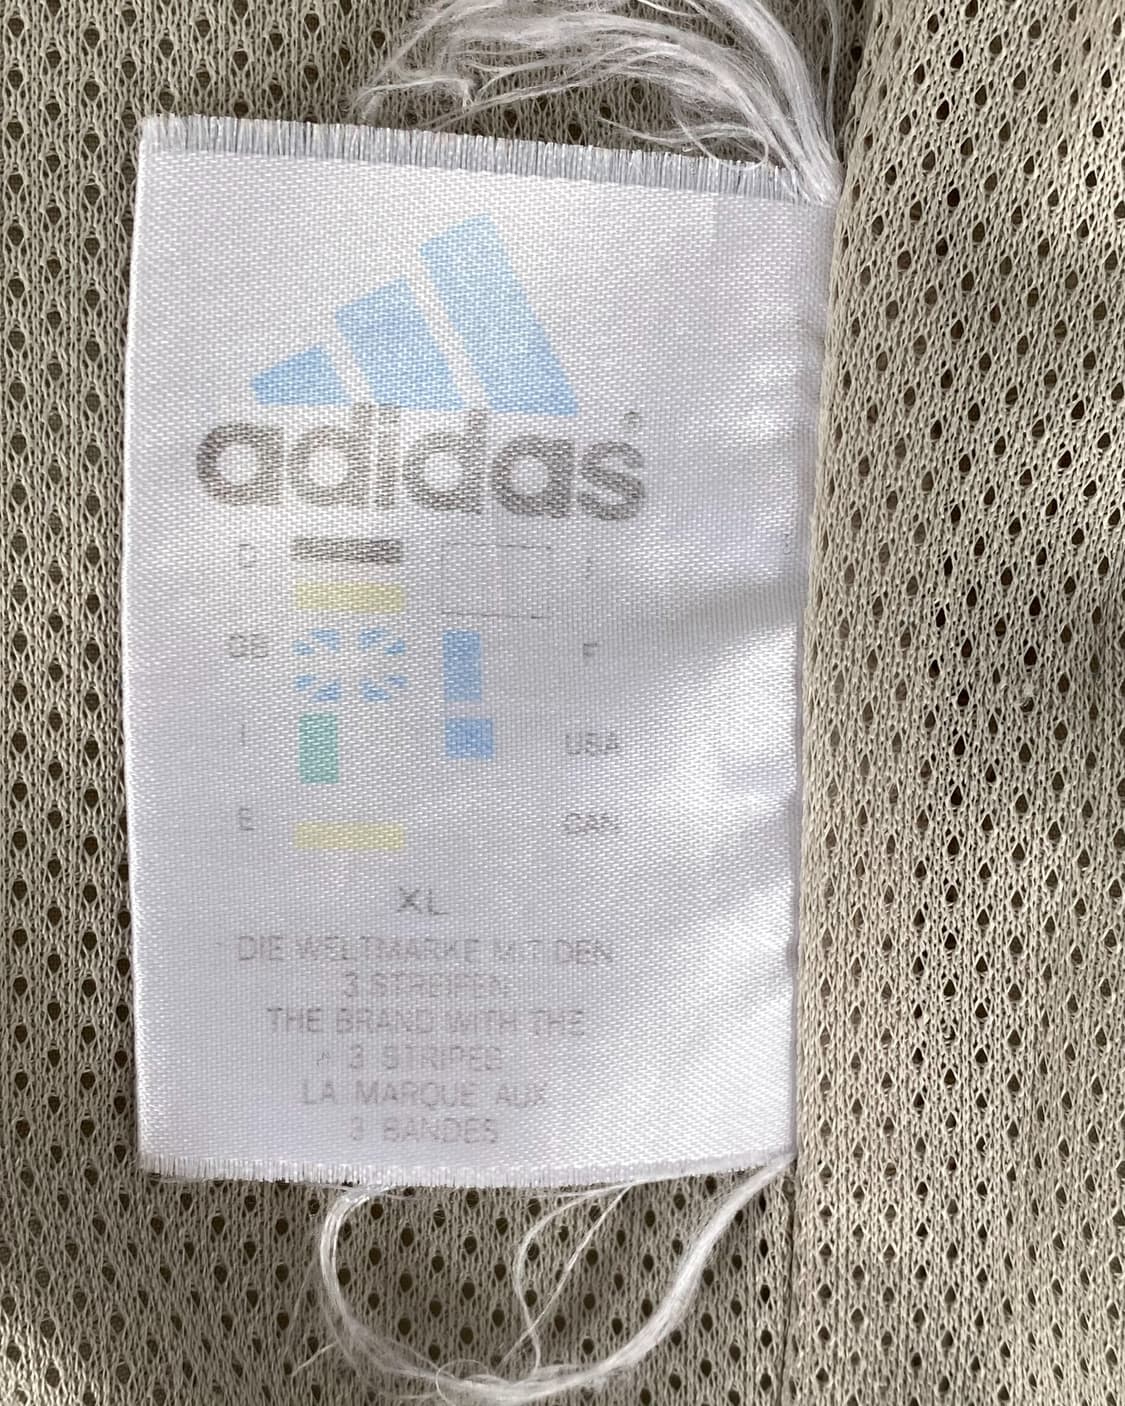 adidas®
D J
GB F
I USA
E CAN
XL
DIE WELTMARKE MIT DEN
3 STREIFEN
THE BRAND WITH THE
3 STRIPES
LA MARQUE AUX
3 BANDES